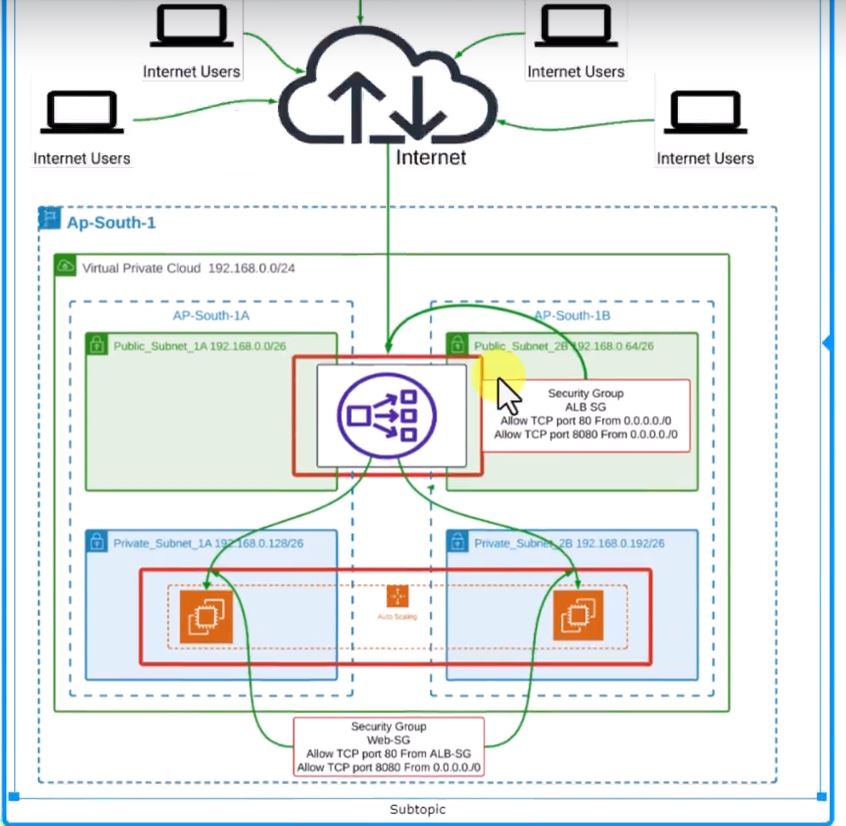 Internet Users
Internet Users
Internet Users
Internet Users
Internet
Ap-South-1
Virtual Private Cloud 192.168.0.0/24
AP-South-1A
AP-South-1B
Public_Subnet_1A 192.168.0.0/26
Public_Subnet_2B 192.168.0.64/26
Security Group
ALB SG
Allow TCP port 80 From 0.0.0.0./0
Allow TCP port 8080 From 0.0.0.0./0
Private_Subnet_1A 192.168.0.128/26
Private_Subnet_2B 192.168.0.192/26
Auto Scaling
Security Group
Web-SG
Allow TCP port 80 From ALB-SG
Allow TCP port 8080 From 0.0.0.0./0
Subtopic